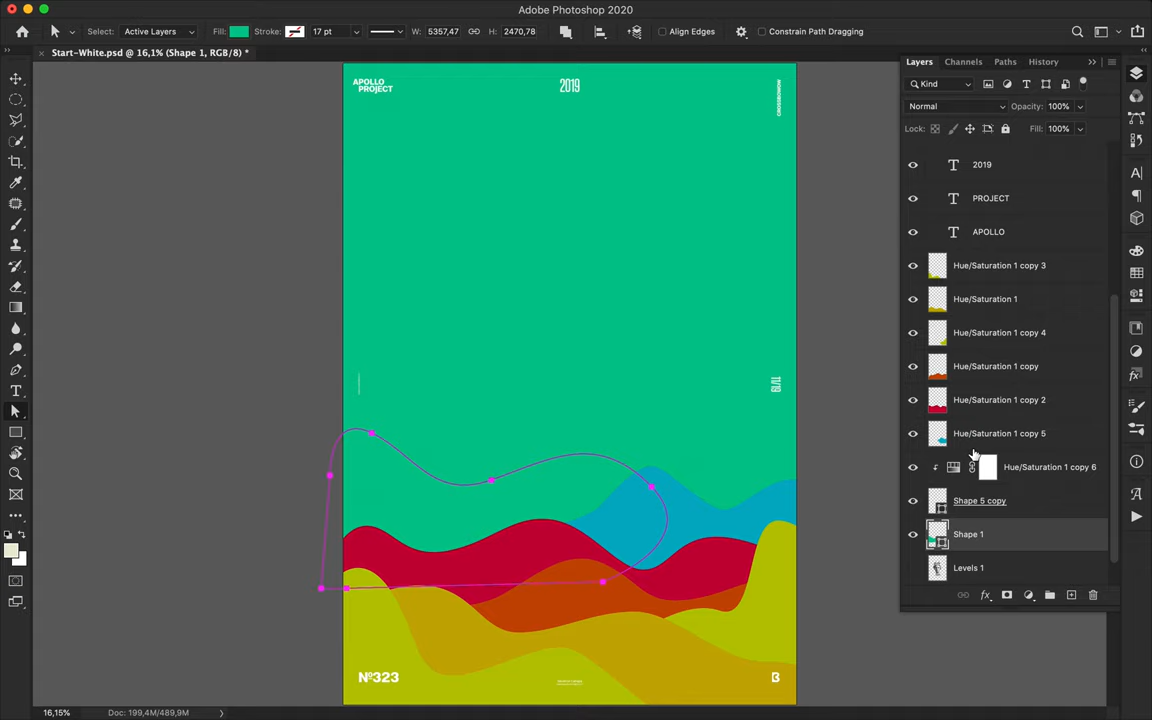 Adobe Photoshop 2020
Select: Active Layers Fill: Stroke: 17 pt W: 5357,47 H: 2470,78 Align Edges Constrain Path Dragging
Start-White.psd @ 16,1% (Shape 1, RGB/8) *
APOLLO
PROJECT
2019
CROSSBOWOW
11/19
Nº323
B
Layers Channels Paths History
Kind
Normal Opacity: 100%
Lock: Fill: 100%
2019
PROJECT
APOLLO
Hue/Saturation 1 copy 3
Hue/Saturation 1
Hue/Saturation 1 copy 4
Hue/Saturation 1 copy
Hue/Saturation 1 copy 2
Hue/Saturation 1 copy 5
Hue/Saturation 1 copy 6
Shape 5 copy
Shape 1
Levels 1
16,15% Doc: 199,4M/489,9M